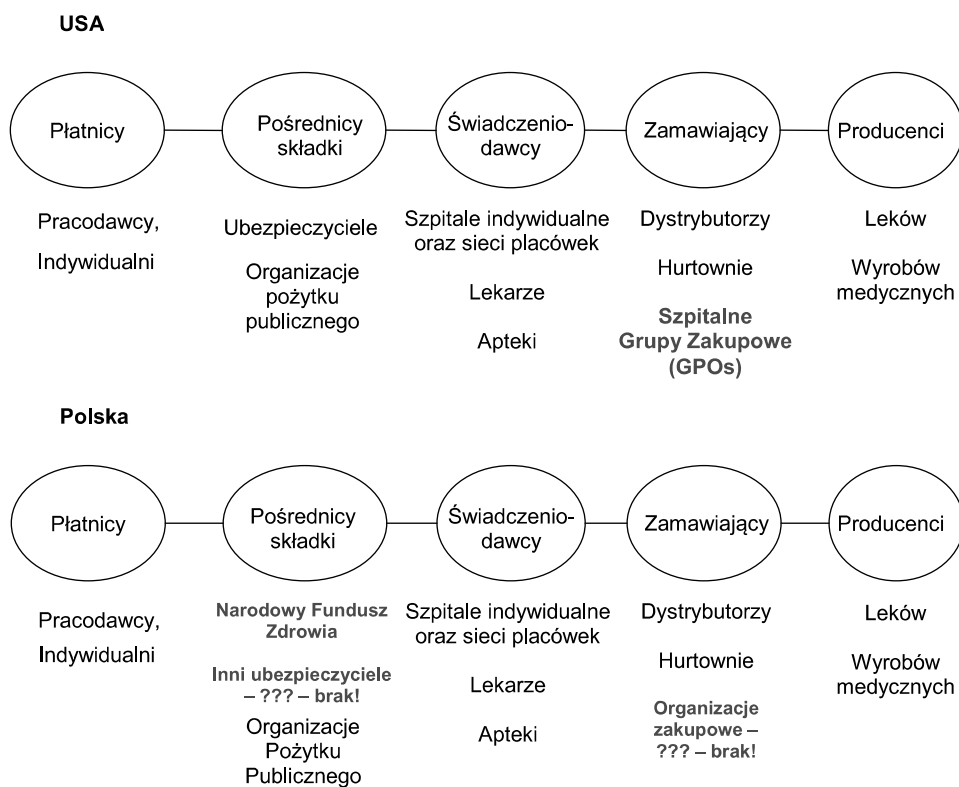 USA
Płatnicy
Pośrednicy
składki
Świadczenio-
dawcy
Zamawiający
Producenci
Pracodawcy,
Indywidualni
Ubezpieczyciele
Organizacje
pożytku
publicznego
Szpitale indywidualne
oraz sieci placówek
Lekarze
Apteki
Dystrybutorzy
Hurtownie
Szpitalne
Grupy Zakupowe
(GPOs)
Leków
Wyrobów
medycznych
Polska
Płatnicy
Pośrednicy
składki
Świadczenio-
dawcy
Zamawiający
Producenci
Pracodawcy,
Indywidualni
Narodowy Fundusz
Zdrowia
Inni ubezpieczyciele
– ??? – brak!
Organizacje
Pożytku
Publicznego
Szpitale indywidualne
oraz sieci placówek
Lekarze
Apteki
Dystrybutorzy
Hurtownie
Organizacje
zakupowe –
??? – brak!
Leków
Wyrobów
medycznych